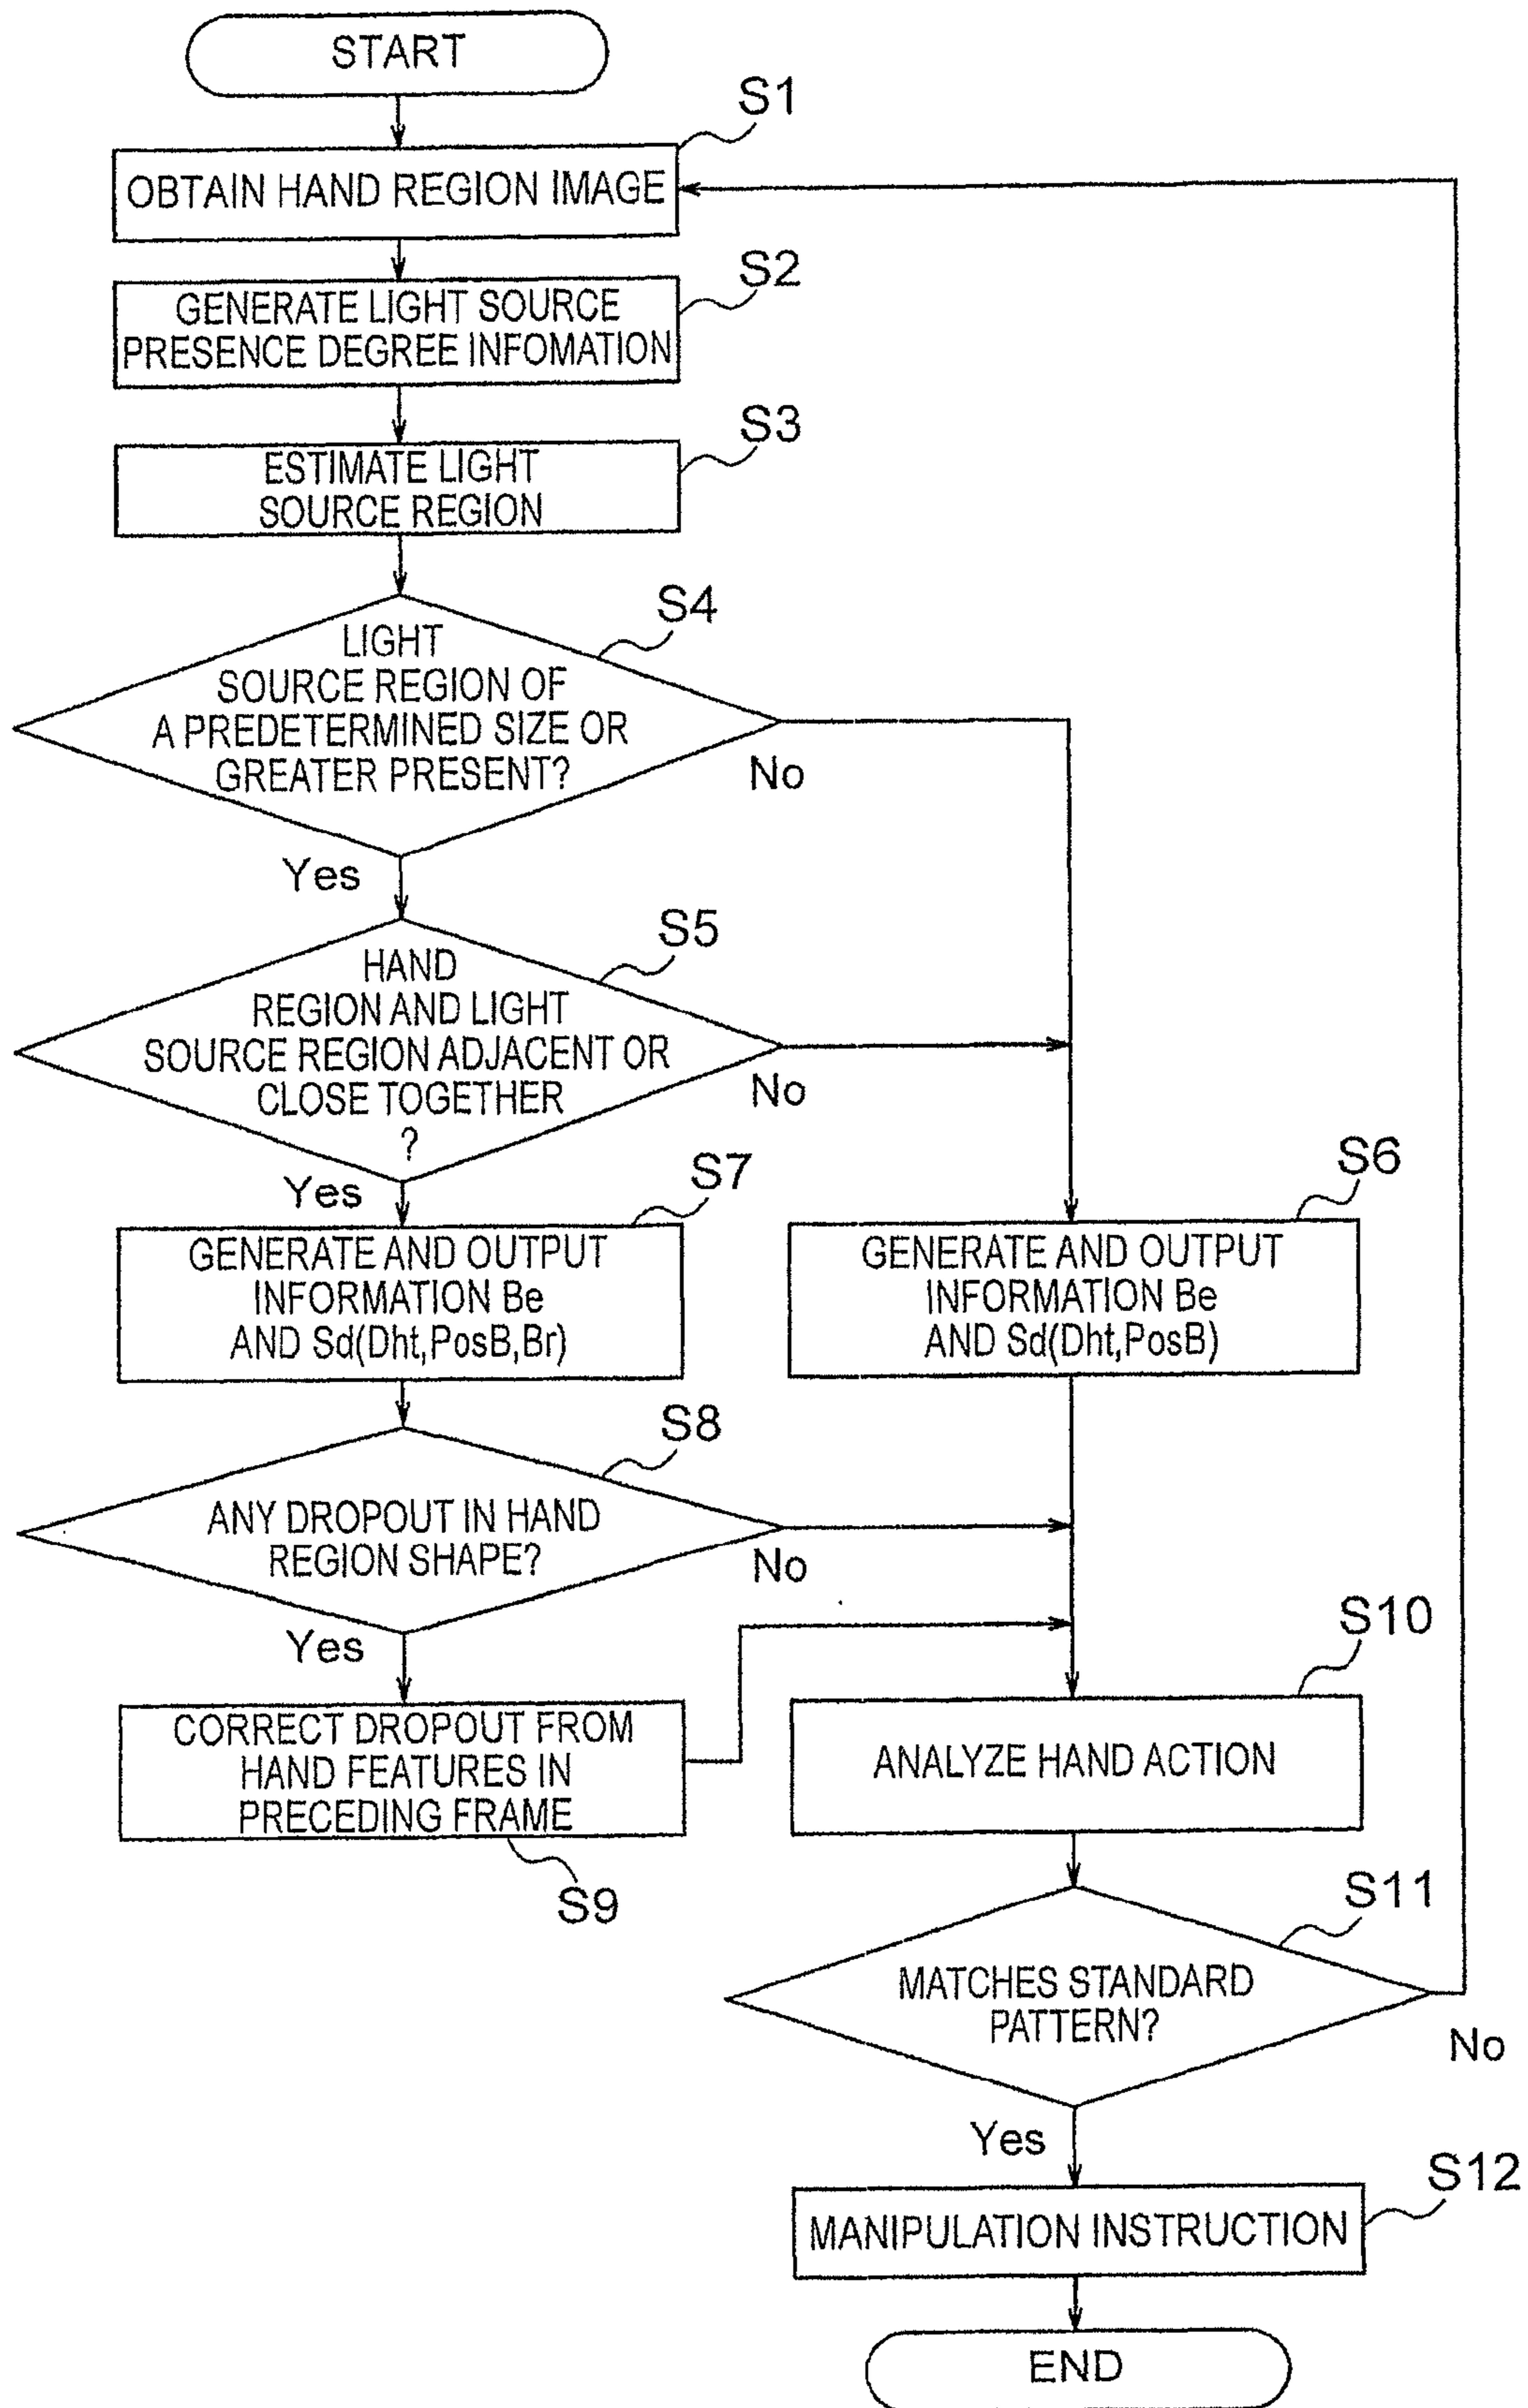 START
S1
OBTAIN HAND REGION IMAGE
S2
GENERATE LIGHT SOURCE
PRESENCE DEGREE INFOMATION
S3
ESTIMATE LIGHT
SOURCE REGION
S4
LIGHT
SOURCE REGION OF
A PREDETERMINED SIZE OR
GREATER PRESENT?
No
Yes
S5
HAND
REGION AND LIGHT
SOURCE REGION ADJACENT OR
CLOSE TOGETHER
?
No
Yes
S7
GENERATE AND OUTPUT
INFORMATION Be
AND Sd(Dht,PosB,Br)
S6
GENERATE AND OUTPUT
INFORMATION Be
AND Sd(Dht,PosB)
S8
ANY DROPOUT IN HAND
REGION SHAPE?
No
Yes
CORRECT DROPOUT FROM
HAND FEATURES IN
PRECEDING FRAME
S9
S10
ANALYZE HAND ACTION
S11
MATCHES STANDARD
PATTERN?
No
Yes
S12
MANIPULATION INSTRUCTION
END